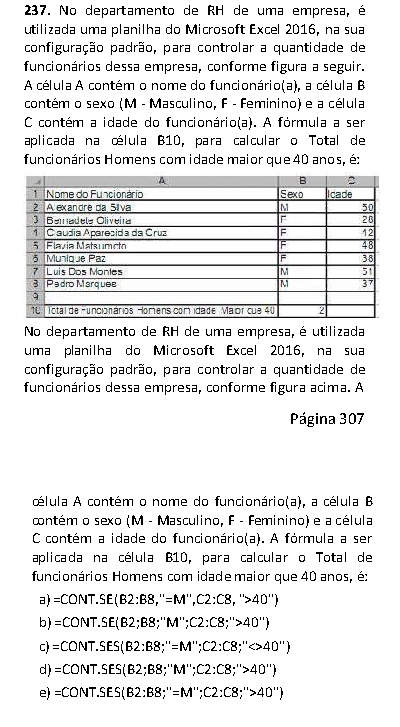 237. No departamento de RH de uma empresa, é
utilizada uma planilha do Microsoft Excel 2016, na sua
configuração padrão, para controlar a quantidade de
funcionários dessa empresa, conforme figura a seguir.
A célula A contém o nome do funcionário(a), a célula B
contém o sexo (M - Masculino, F - Feminino) e a célula
C contém a idade do funcionário(a). A fórmula a ser
aplicada na célula B10, para calcular o Total de
funcionários Homens com idade maior que 40 anos, é:
A B C
1 Nome do Funcionário Sexo Idade
2 Alexandre da Silva M 50
3 Bernadete Oliveira F 28
4 Claudia Aparecida da Cruz F 42
5 Flavia Matsumoto F 48
6 Munique Paz F 38
7 Luis Dos Montes M 51
8 Pedro Marques M 37
9
10 Total de Funcionários Homens com idade Maior que 40 2
No departamento de RH de uma empresa, é utilizada
uma planilha do Microsoft Excel 2016, na sua
configuração padrão, para controlar a quantidade de
funcionários dessa empresa, conforme figura acima. A
Página 307
célula A contém o nome do funcionário(a), a célula B
contém o sexo (M - Masculino, F - Feminino) e a célula
C contém a idade do funcionário(a). A fórmula a ser
aplicada na célula B10, para calcular o Total de
funcionários Homens com idade maior que 40 anos, é:
a) =CONT.SE(B2:B8,"=M",C2:C8, ">40")
b) =CONT.SE(B2;B8;"M";C2:C8;">40")
c) =CONT.SES(B2:B8;"=M";C2:C8;"<>40")
d) =CONT.SES(B2;B8;"M";C2:C8;">40")
e) =CONT.SES(B2:B8;"=M";C2:C8;">40")